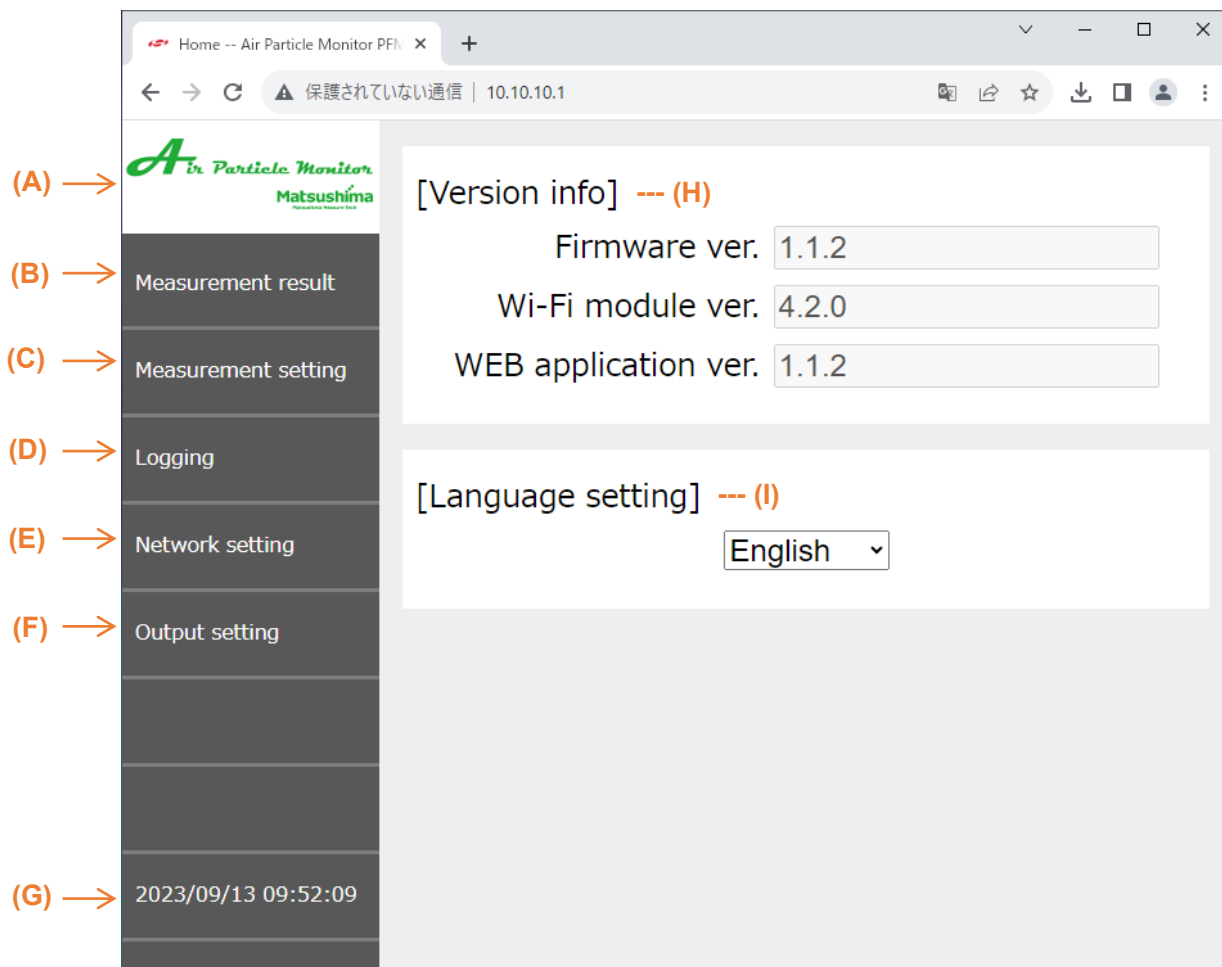 Home -- Air Particle Monitor PFM
保護されていない通信 | 10.10.10.1
(A)
Air Particle Monitor
Matsushima
Matsushima Measure Tech
(B) Measurement result
(C) Measurement setting
(D) Logging
(E) Network setting
(F) Output setting
(G) 2023/09/13 09:52:09
[Version info] --- (H)
Firmware ver. 1.1.2
Wi-Fi module ver. 4.2.0
WEB application ver. 1.1.2
[Language setting] --- (I)
English